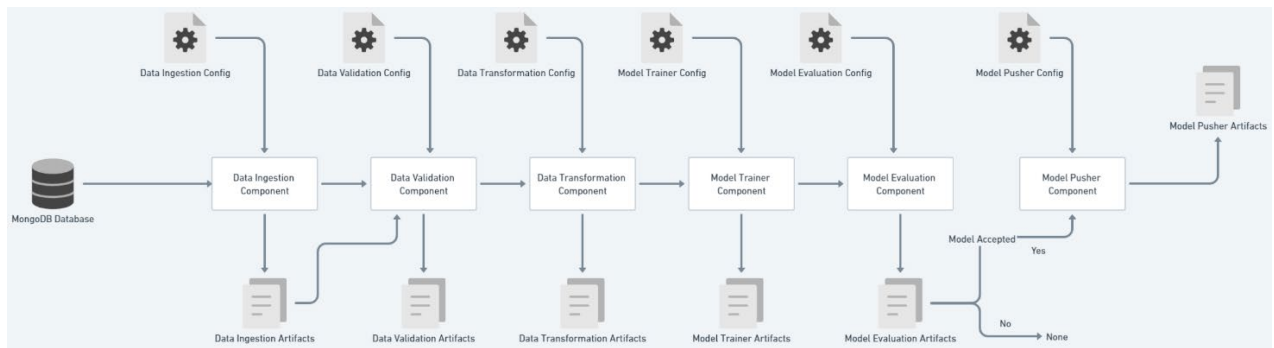 Data Ingestion Config
Data Validation Config
Data Transformation Config
Model Trainer Config
Model Evaluation Config
Model Pusher Config
Model Pusher Artifacts
MongoDB Database
Data Ingestion
Component
Data Validation
Component
Data Transformation
Component
Model Trainer
Component
Model Evaluation
Component
Model Pusher
Component
Model Accepted
Yes
No
None
Data Ingestion Artifacts
Data Validation Artifacts
Data Transformation Artifacts
Model Trainer Artifacts
Model Evaluation Artifacts